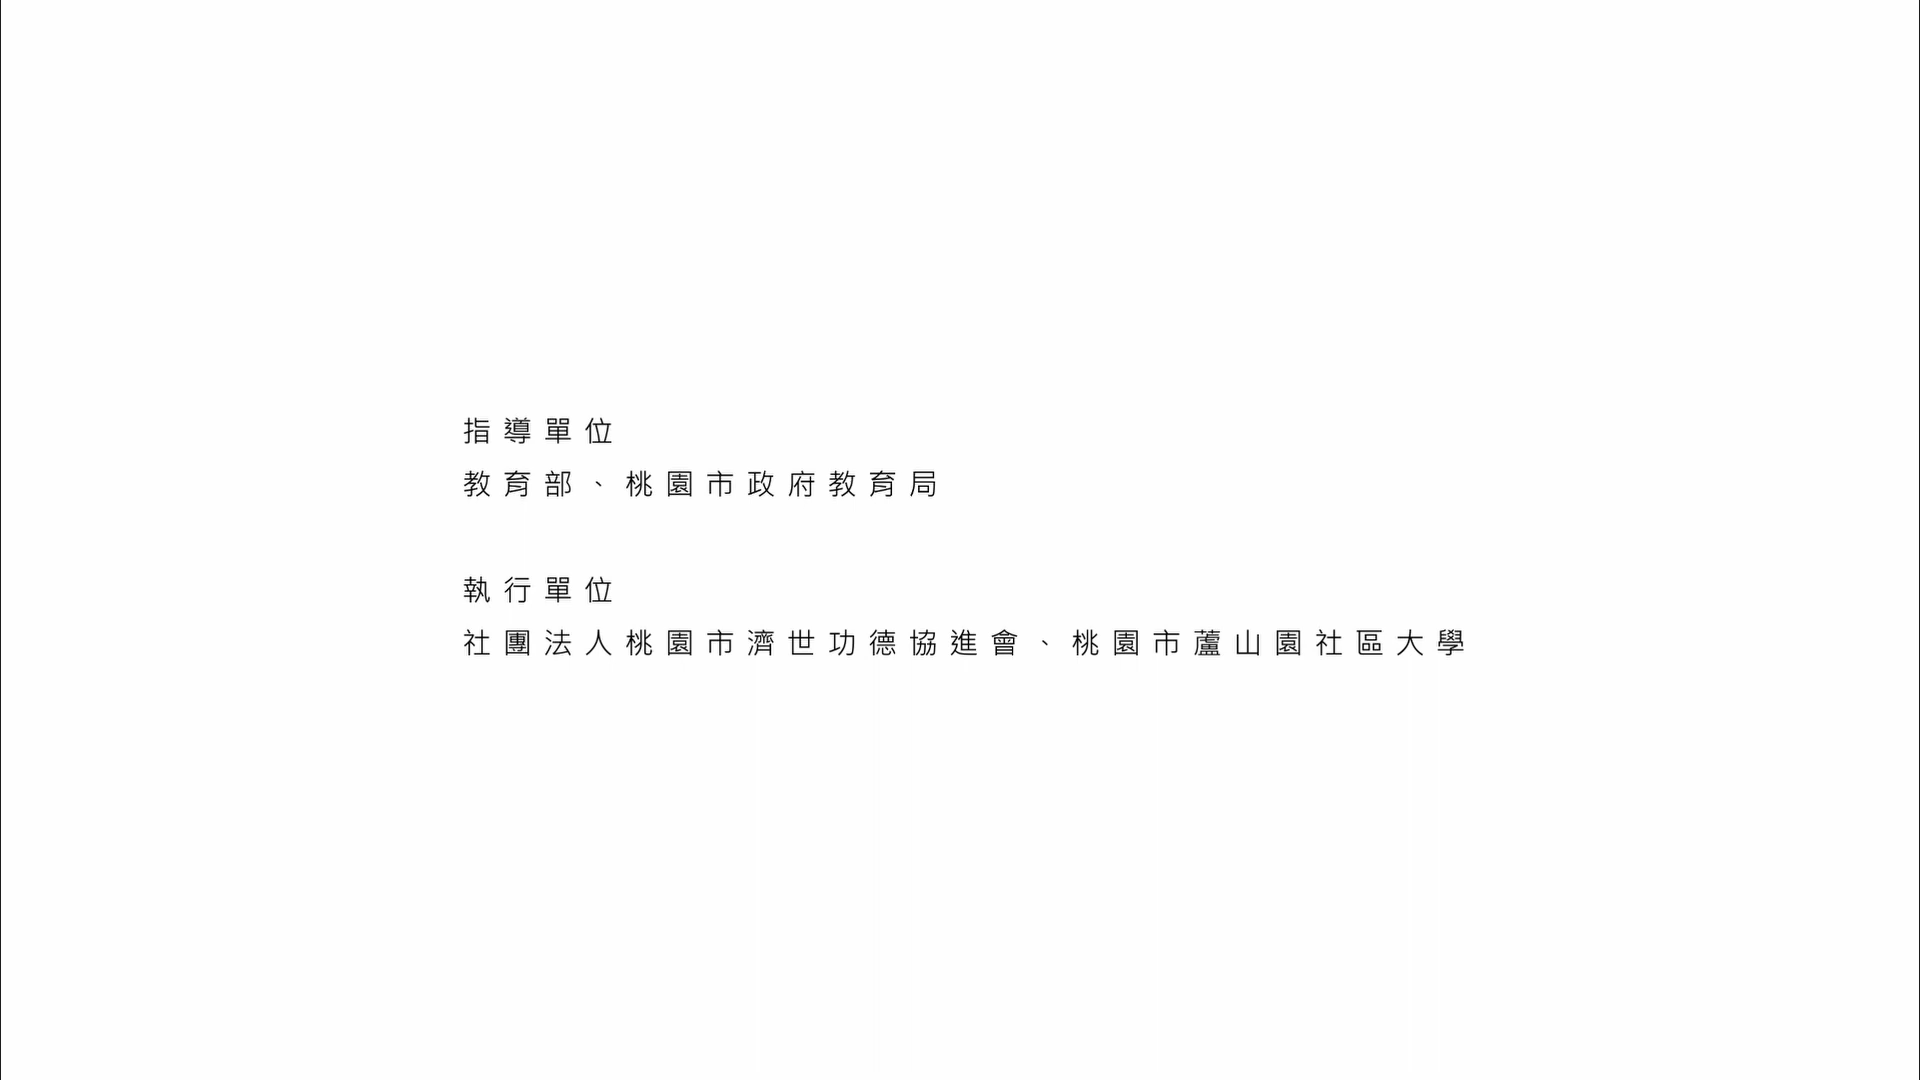 指導單位
教育部、桃園市政府教育局
執行單位
社團法人桃園市濟世功德協進會、桃園市蘆山園社區大學